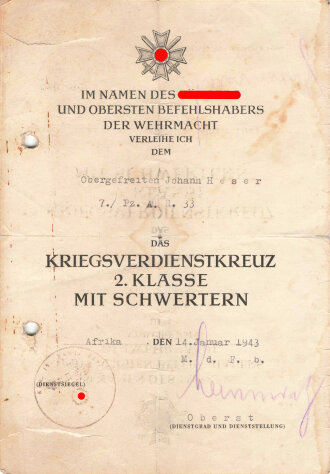 IM NAMEN DES
UND OBERSTEN BEFEHLSHABERS
DER WEHRMACHT
VERLEIHE ICH
DEM
Obergefreiten Johann Heser
7./ Pz. A. R. 33
DAS
KRIEGSVERDIENSTKREUZ
2. KLASSE
MIT SCHWERTERN
Afrika, DEN 14. Januar 1943
M. d. F. b.
(DIENSTSIEGEL)
Oberst
(DIENSTGRAD UND DIENSTSTELLUNG)